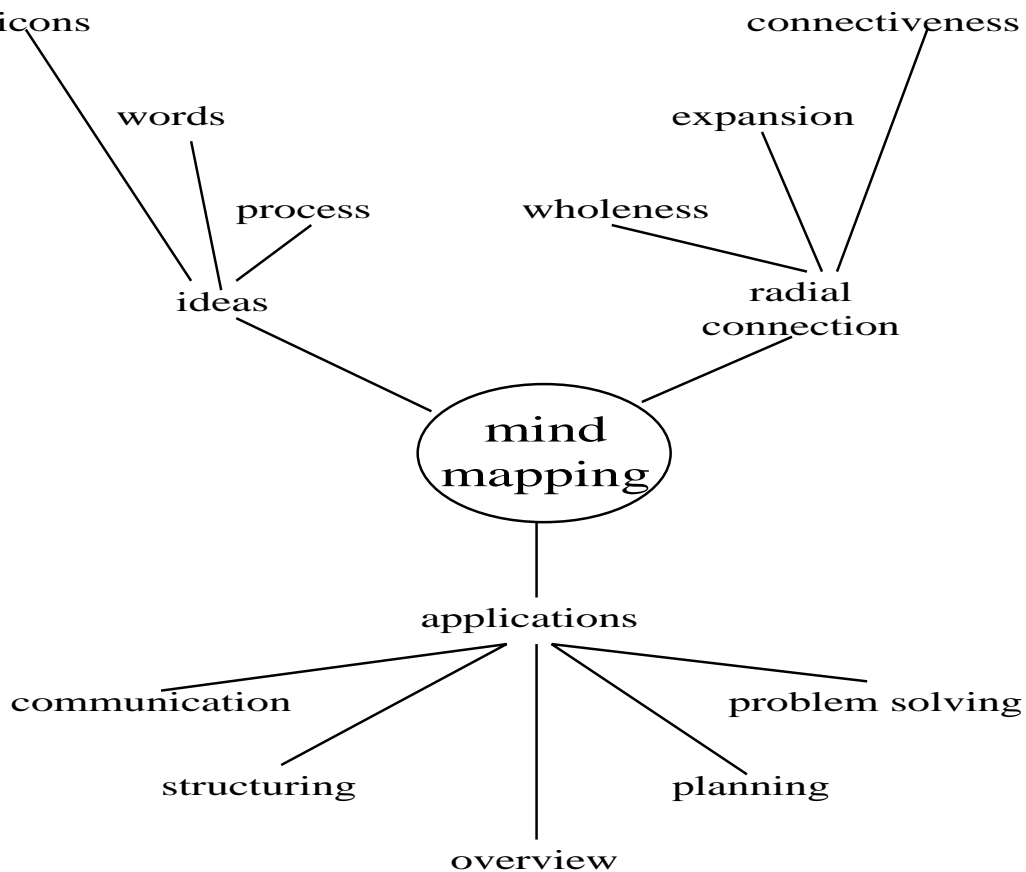 icons
connectiveness
words
expansion
process
wholeness
ideas
radial
connection
mind
mapping
applications
communication
problem solving
structuring
planning
overview